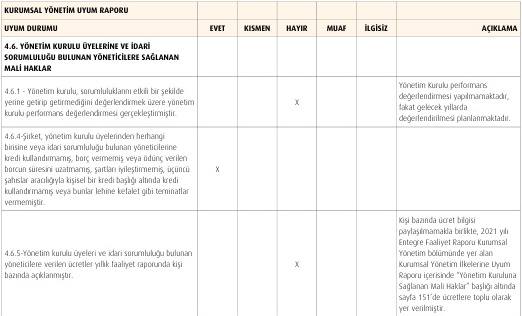 KURUMSAL YÖNETİM UYUM RAPORU
UYUM DURUMU EVET KISMEN HAYIR MUAF İLGİSİZ AÇIKLAMA
4.6. YÖNETİM KURULU ÜYELERİNE VE İDARİ
SORUMLULUĞU BULUNAN YÖNETİCİLERE SAĞLANAN
MALİ HAKLAR
4.6.1 - Yönetim kurulu, sorumluluklarını etkili bir şekilde
yerine getirip getirmediğini değerlendirmek üzere yönetim
kurulu performans değerlendirmesi gerçekleştirmiştir.
X
Yönetim Kurulu performans
değerlendirmesi yapılmamaktadır,
fakat gelecek yıllarda
değerlendirilmesi planlanmaktadır.
4.6.4-Şirket, yönetim kurulu üyelerinden herhangi
birisine veya idari sorumluluğu bulunan yöneticilerine
kredi kullandırmamış, borç vermemiş veya ödünç verilen
borcun süresini uzatmamış, şartları iyileştirmemiş, üçüncü
şahıslar aracılığıyla kişisel bir kredi başlığı altında kredi
kullandırmamış veya bunlar lehine kefalet gibi teminatlar
vermemiştir.
X
4.6.5-Yönetim kurulu üyeleri ve idari sorumluluğu bulunan
yöneticilere verilen ücretler yıllık faaliyet raporunda kişi
bazında açıklanmıştır.
X
Kişi bazında ücret bilgisi
paylaşılmamakla birlikte, 2021 yılı
Entegre Faaliyet Raporu Kurumsal
Yönetim bölümünde yer alan
Kurumsal Yönetim İlkelerine Uyum
Raporu içerisinde "Yönetim Kuruluna
Sağlanan Mali Haklar" başlığı altında
sayfa 151'de ücretlere toplu olarak
yer verilmiştir.